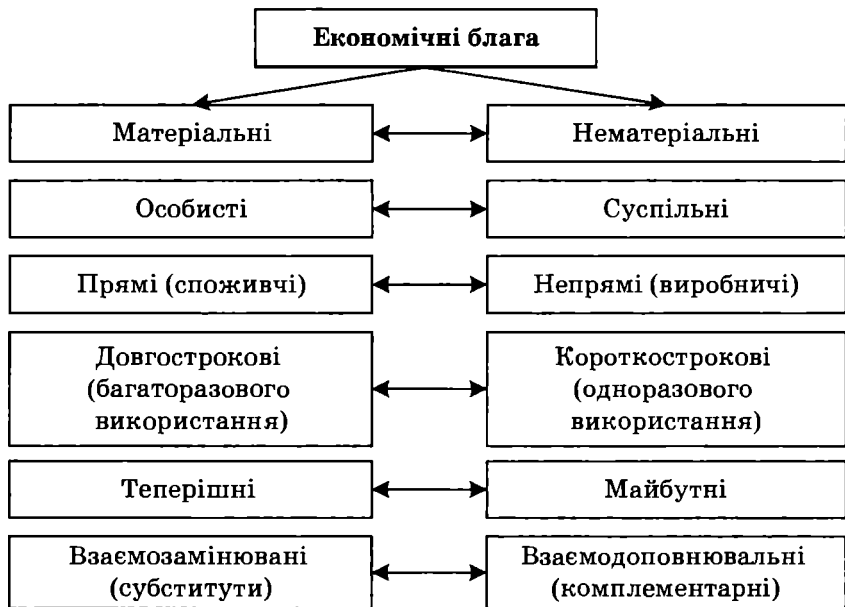 Економічні блага
Матеріальні
Нематеріальні
Особисті
Суспільні
Прямі (споживчі)
Непрямі (виробничі)
Довгострокові
(багаторазового
використання)
Короткострокові
(одноразового
використання)
Теперішні
Майбутні
Взаємозамінювані
(субститути)
Взаємодоповнювальні
(комплементарні)